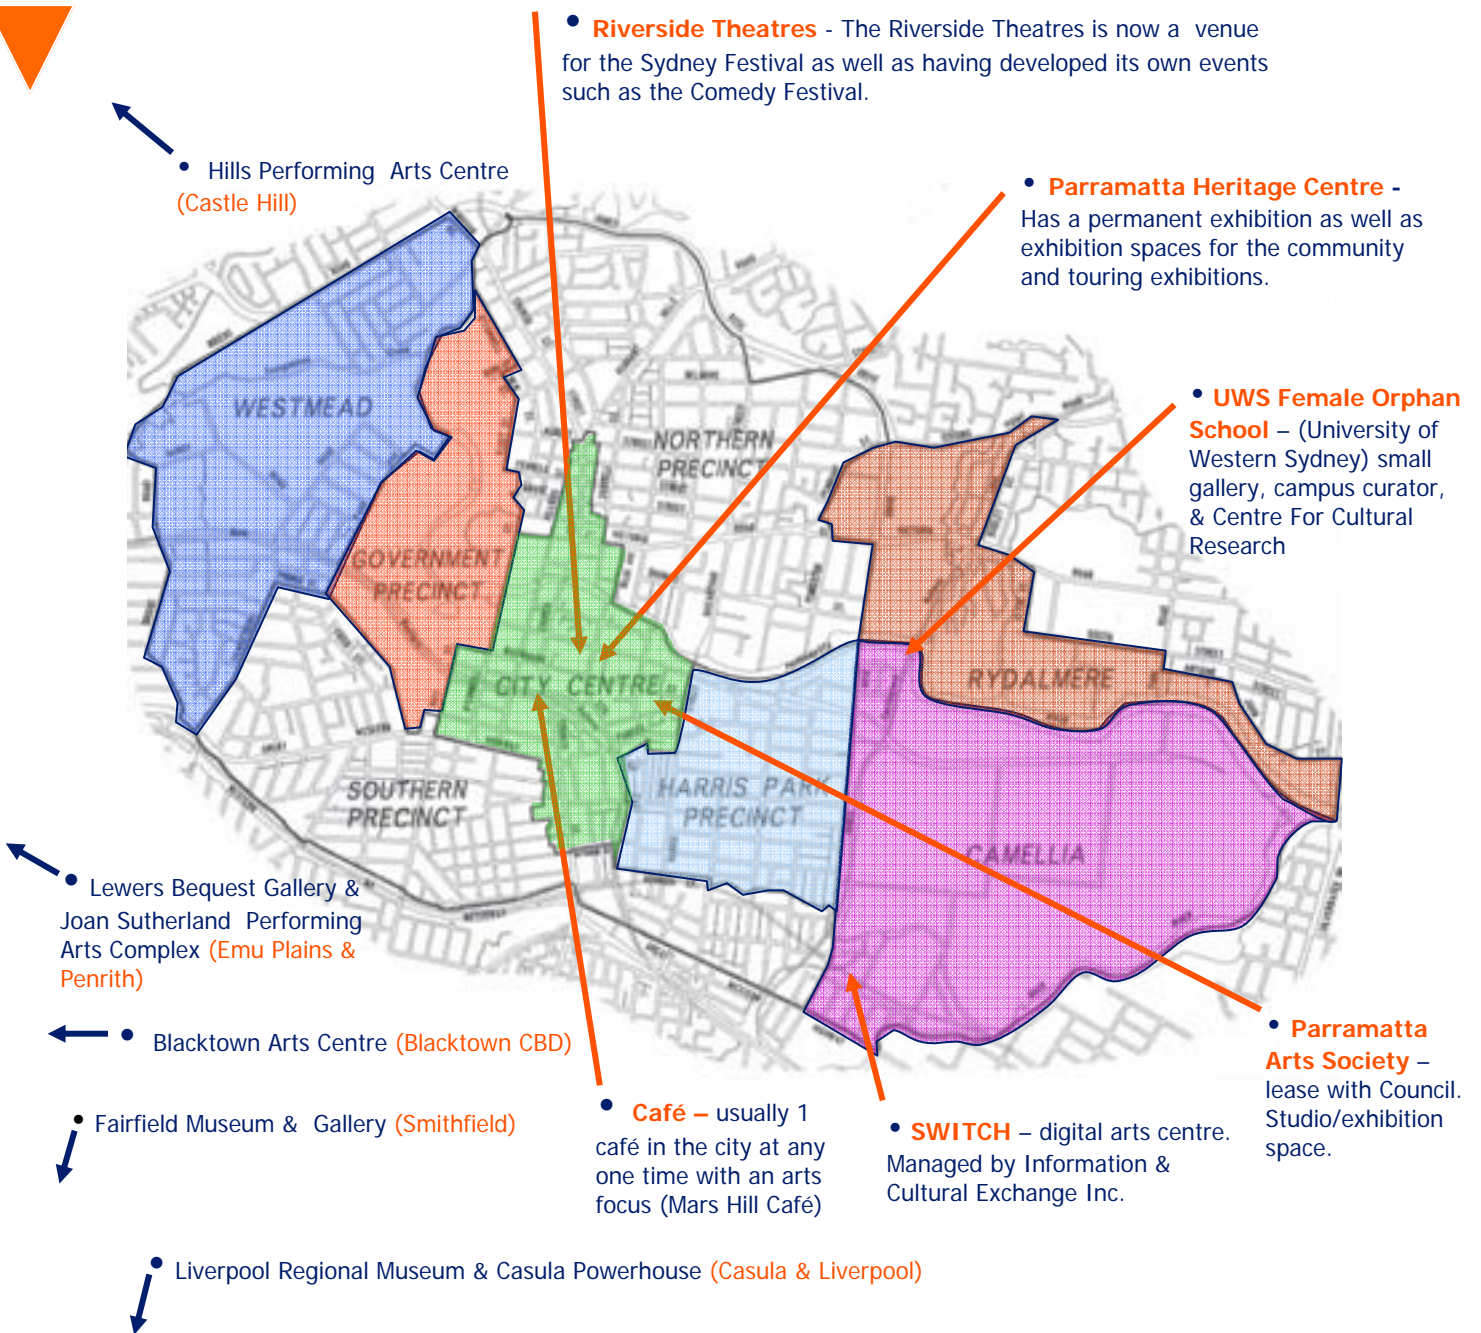 • Riverside Theatres - The Riverside Theatres is now a venue
for the Sydney Festival as well as having developed its own events
such as the Comedy Festival.
• Hills Performing Arts Centre
(Castle Hill)
• Parramatta Heritage Centre -
Has a permanent exhibition as well as
exhibition spaces for the community
and touring exhibitions.
• UWS Female Orphan
School – (University of
Western Sydney) small
gallery, campus curator,
& Centre For Cultural
Research
WESTMEAD
NORTHERN
PRECINCT
GOVERNMENT
PRECINCT
CITY CENTRE
RYDALMERE
SOUTHERN
PRECINCT
HARRIS PARK
PRECINCT
CAMELLIA
• Lewers Bequest Gallery &
Joan Sutherland Performing
Arts Complex (Emu Plains &
Penrith)
• Blacktown Arts Centre (Blacktown CBD)
• Fairfield Museum & Gallery (Smithfield)
• Café – usually 1
café in the city at any
one time with an arts
focus (Mars Hill Café)
• SWITCH – digital arts centre.
Managed by Information &
Cultural Exchange Inc.
• Parramatta
Arts Society –
lease with Council.
Studio/exhibition
space.
• Liverpool Regional Museum & Casula Powerhouse (Casula & Liverpool)